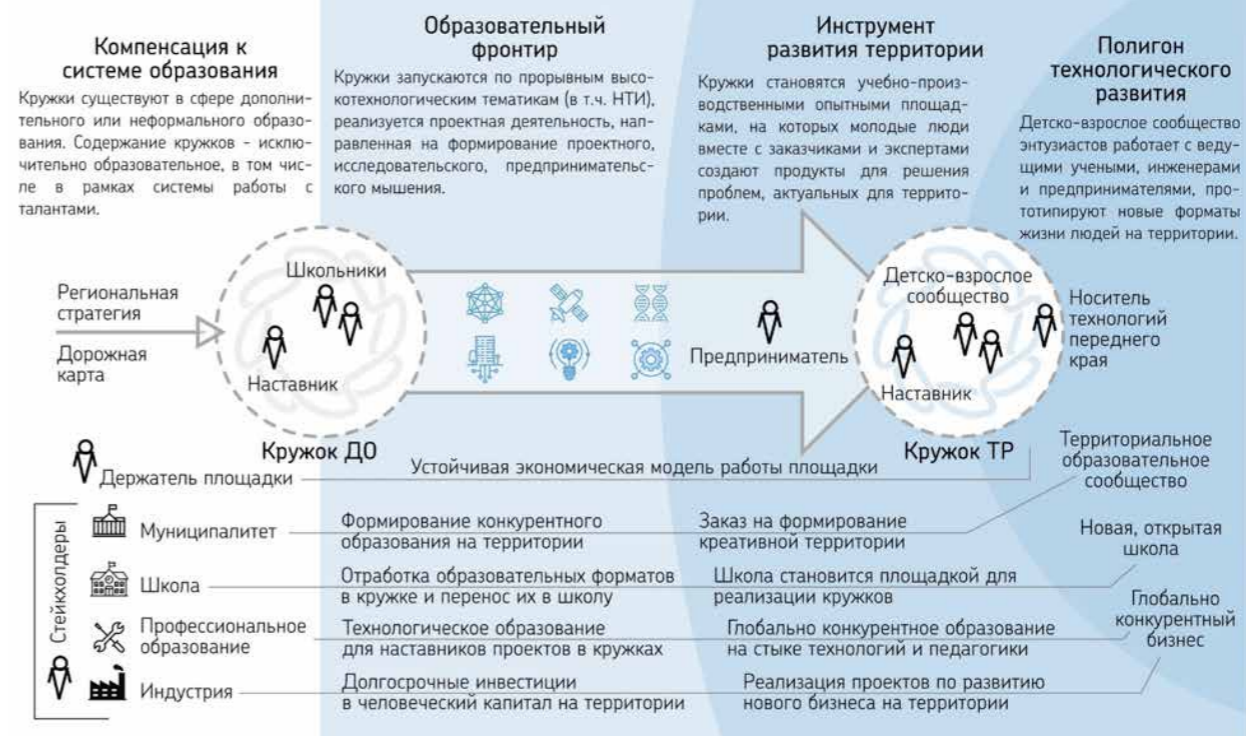 Компенсация к
системе образования
Кружки существуют в сфере дополни-
тельного или неформального образо-
вания. Содержание кружков - исклю-
чительно образовательное, в том чис-
ле в рамках системы работы с
талантами.
Образовательный
фронтир
Кружки запускаются по прорывным высо-
котехнологическим тематикам (в т.ч. НТИ),
реализуется проектная деятельность, нап-
равленная на формирование проектного,
исследовательского, предпринимательс-
кого мышления.
Инструмент
развития территории
Кружки становятся учебно-произ-
водственными опытными площад-
ками, на которых молодые люди
вместе с заказчиками и экспертами
создают продукты для решения
проблем, актуальных для террито-
рии.
Полигон
технологического
развития
Детско-взрослое сообщество
энтузиастов работает с веду-
щими учеными, инженерами
и предпринимателями, про-
тотипируют новые форматы
жизни людей на территории.
Региональная
стратегия
Дорожная
карта
Школьники
Наставник
Кружок ДО
Предприниматель
Детско-взрослое
сообщество
Наставник
Кружок ТР
Носитель
технологий
переднего
края
Держатель площадки
Устойчивая экономическая модель работы площадки
Территориальное
образовательное
сообщество
Стейкхолдеры
Муниципалитет
Формирование конкурентного
образования на территории
Заказ на формирование
креативной территории
Новая, открытая
школа
Школа
Отработка образовательных форматов
в кружке и перенос их в школу
Школа становится площадкой для
реализации кружков
Глобально
конкурентный
бизнес
Профессиональное
образование
Технологическое образование
для наставников проектов в кружках
Глобально конкурентное образование
на стыке технологий и педагогики
Индустрия
Долгосрочные инвестиции
в человеческий капитал на территории
Реализация проектов по развитию
нового бизнеса на территории